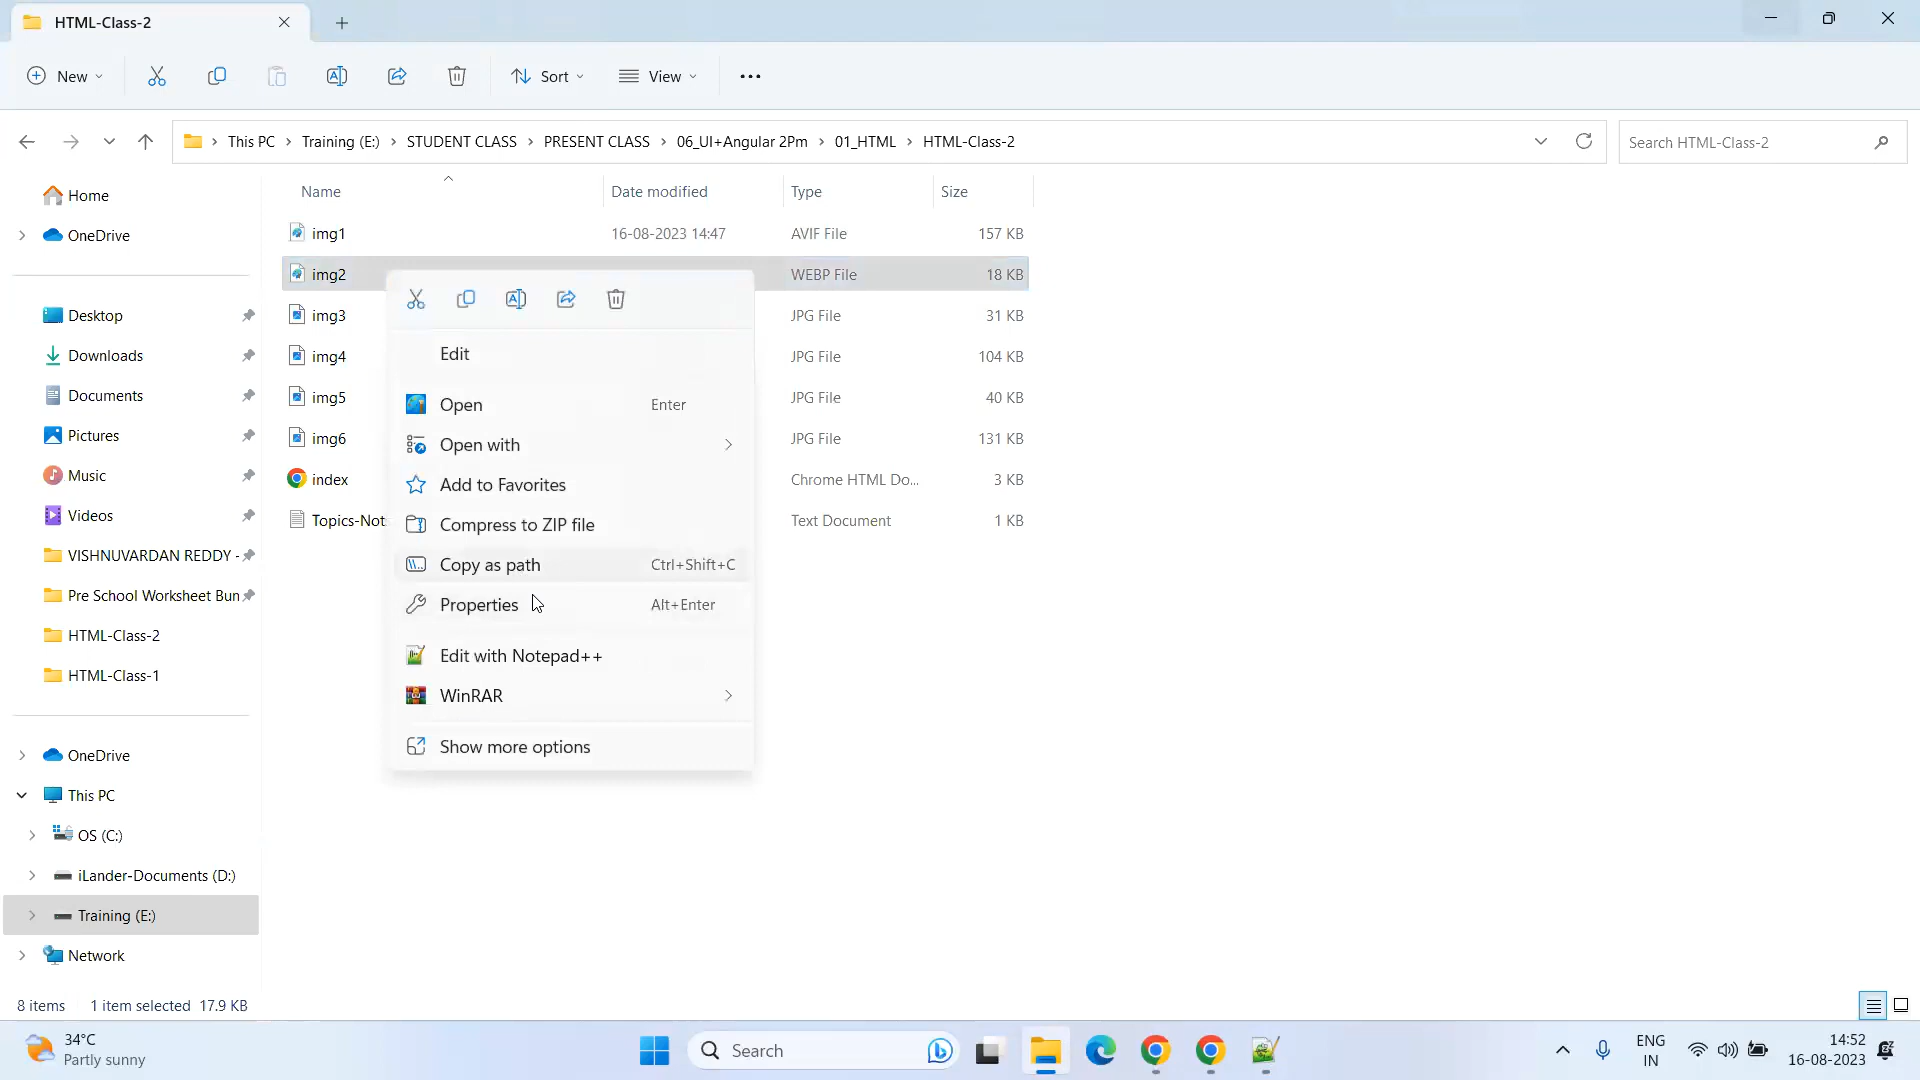 HTML-Class-2
New
Sort
View
This PC > Training (E:) > STUDENT CLASS > PRESENT CLASS > 06_UI+Angular 2Pm > 01_HTML > HTML-Class-2
Search HTML-Class-2
Home
OneDrive
Desktop
Downloads
Documents
Pictures
Music
Videos
VISHNUVARDAN REDDY -
Pre School Worksheet Bun
HTML-Class-2
HTML-Class-1
OneDrive
This PC
OS (C:)
iLander-Documents (D:)
Training (E:)
Network
Name Date modified Type Size
img1 16-08-2023 14:47 AVIF File 157 KB
img2 WEBP File 18 KB
img3 JPG File 31 KB
img4 JPG File 104 KB
img5 JPG File 40 KB
img6 JPG File 131 KB
index Chrome HTML Do... 3 KB
Topics-Not Text Document 1 KB
Edit
Open Enter
Open with
Add to Favorites
Compress to ZIP file
Copy as path Ctrl+Shift+C
Properties Alt+Enter
Edit with Notepad++
WinRAR
Show more options
8 items 1 item selected 17.9 KB
34°C
Partly sunny
Search
ENG
IN
14:52
16-08-2023